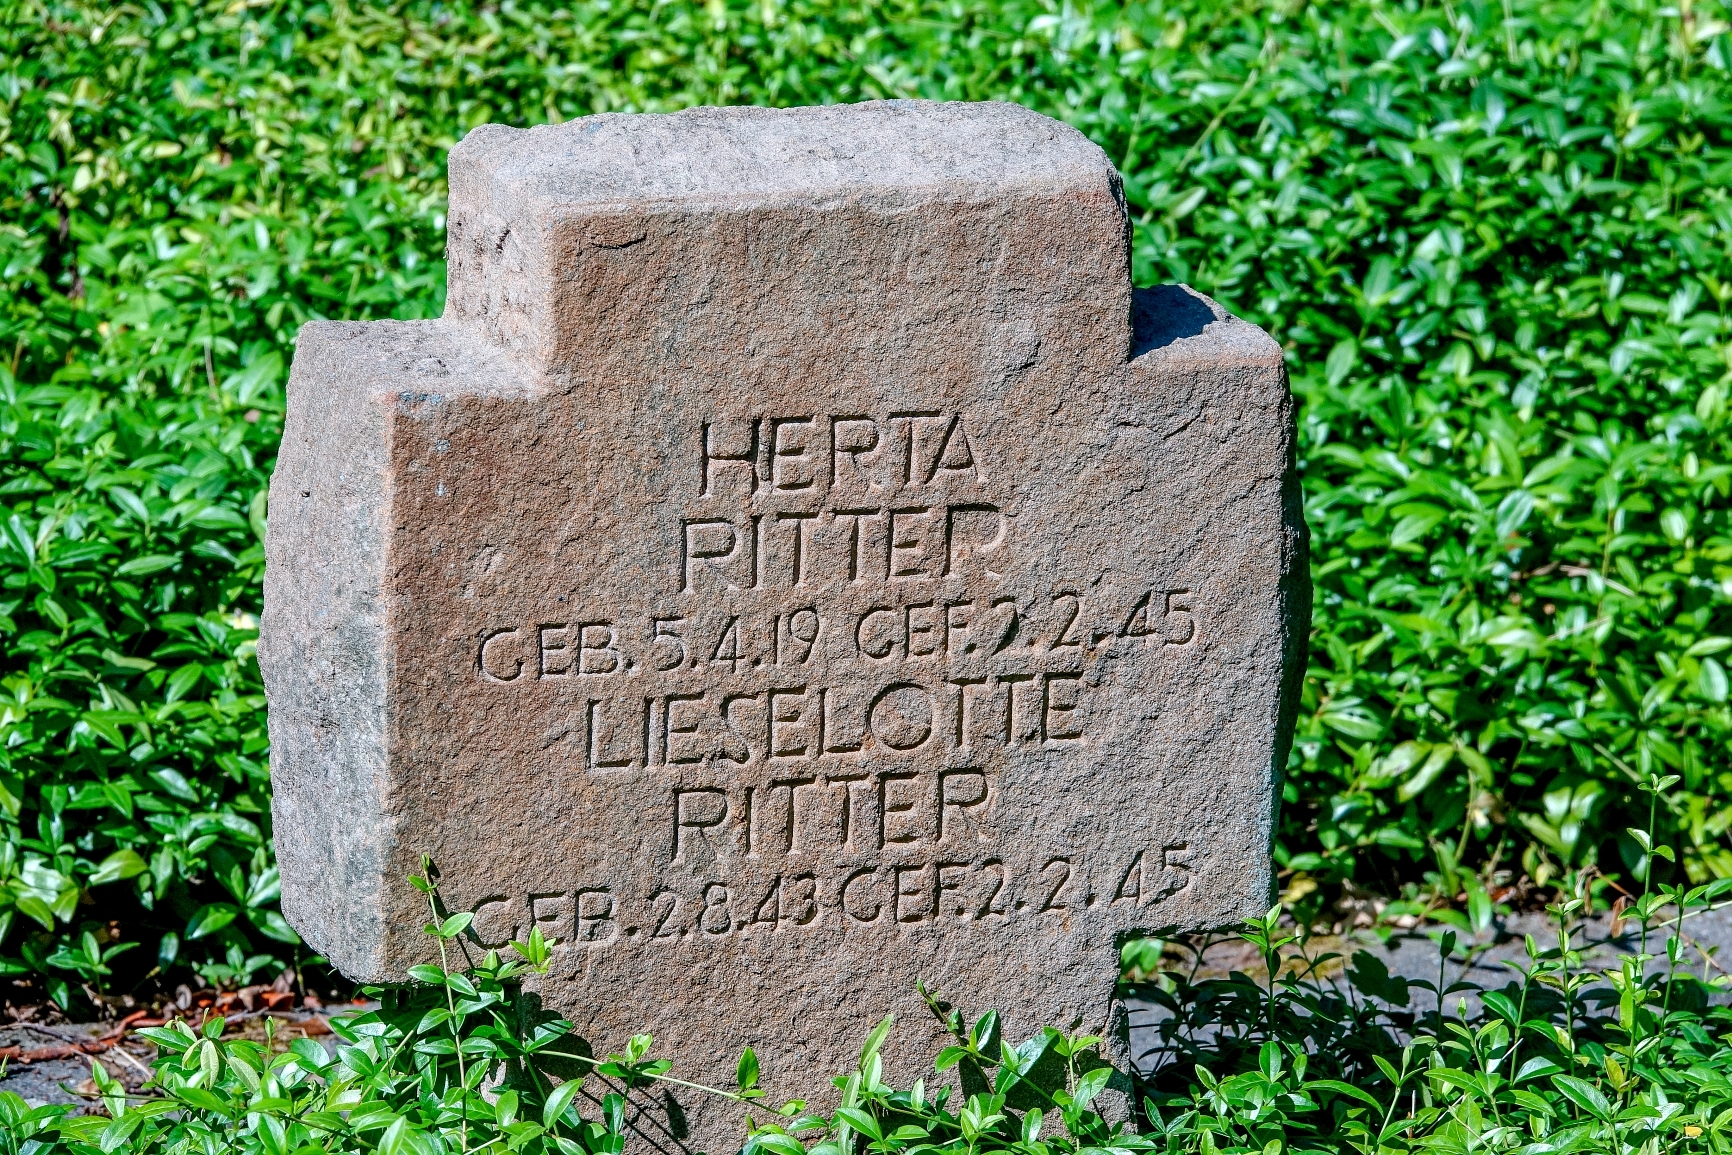 HERTA
RITTER
GEB. 5.4.19 GEF. 2.2.45
LIESELOTTE
RITTER
GEB. 2.8.43 GEF. 2.2.45